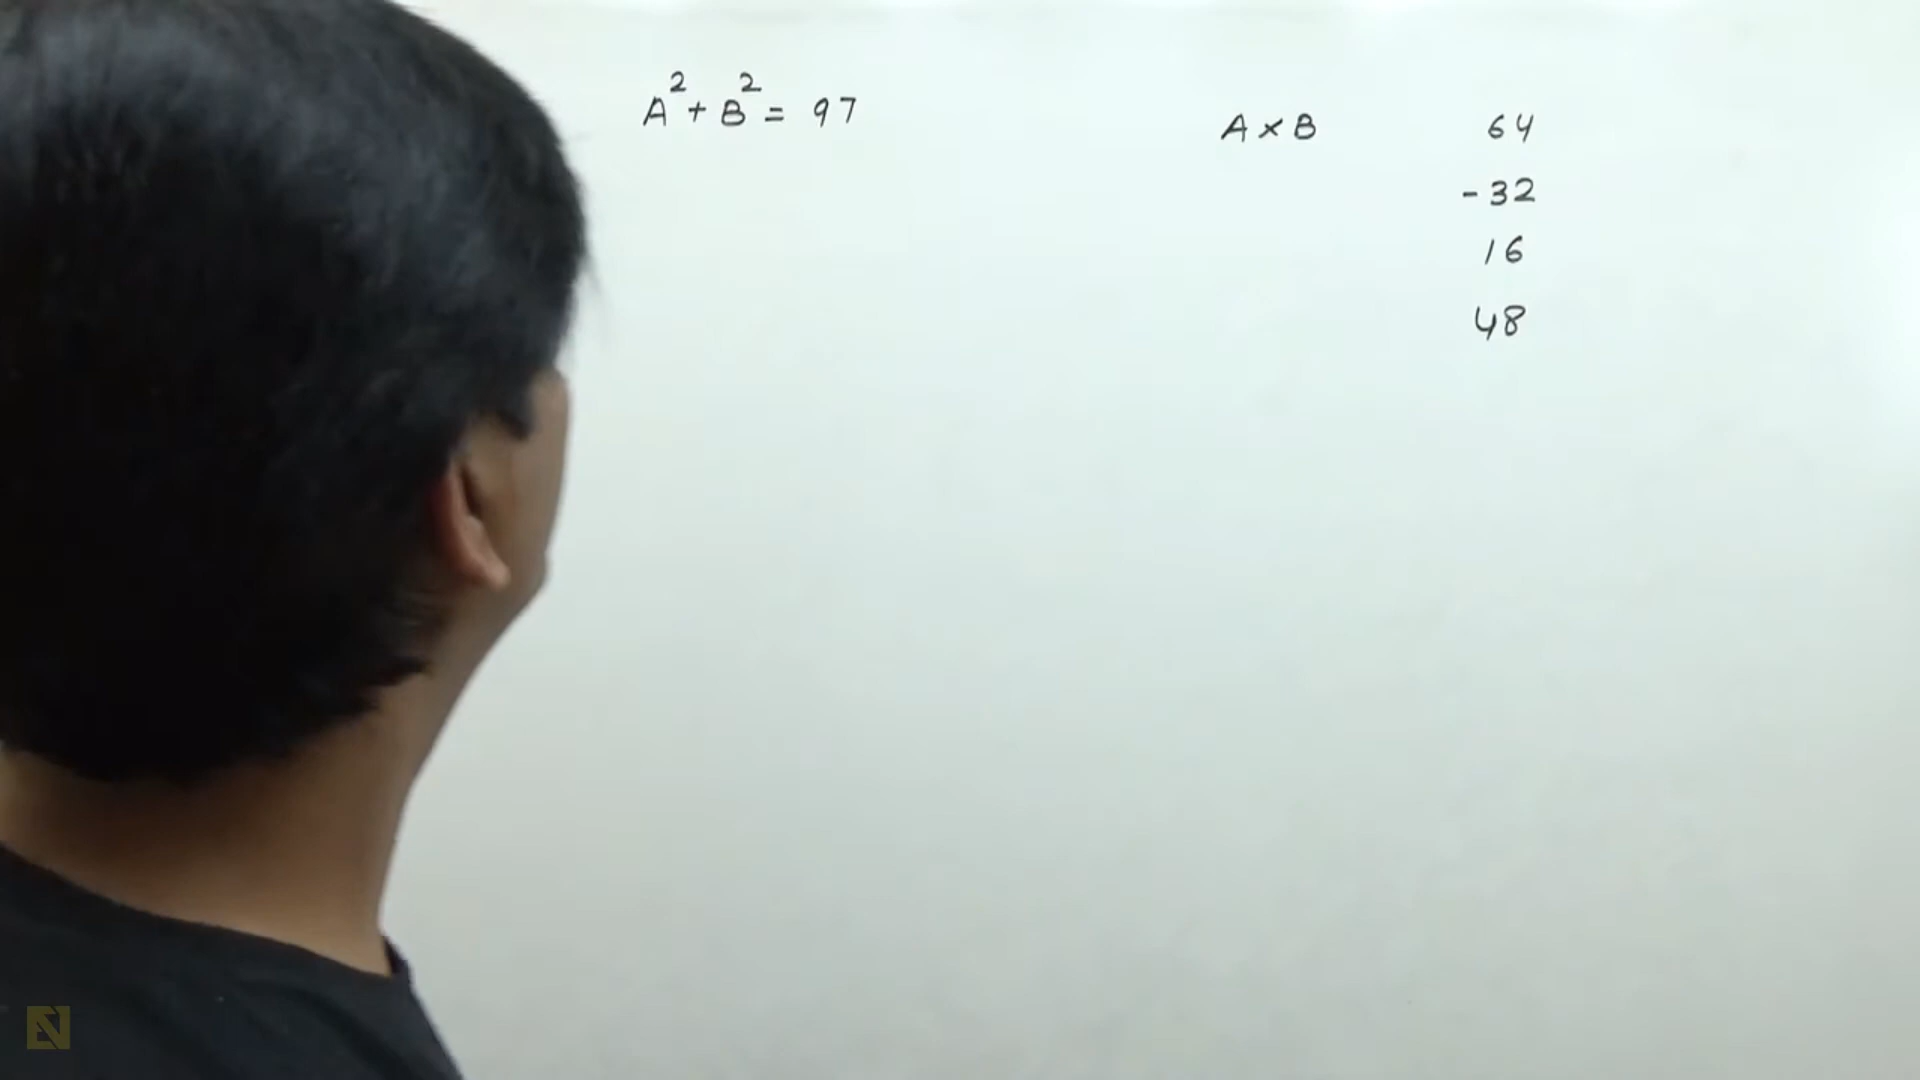 A² + B² = 97
A × B
64
-32
16
48